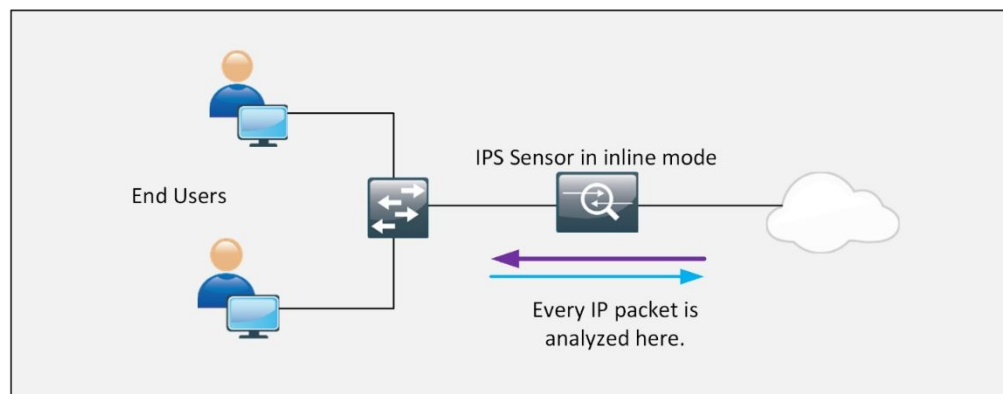 IPS Sensor in inline mode
End Users
Every IP packet is
analyzed here.